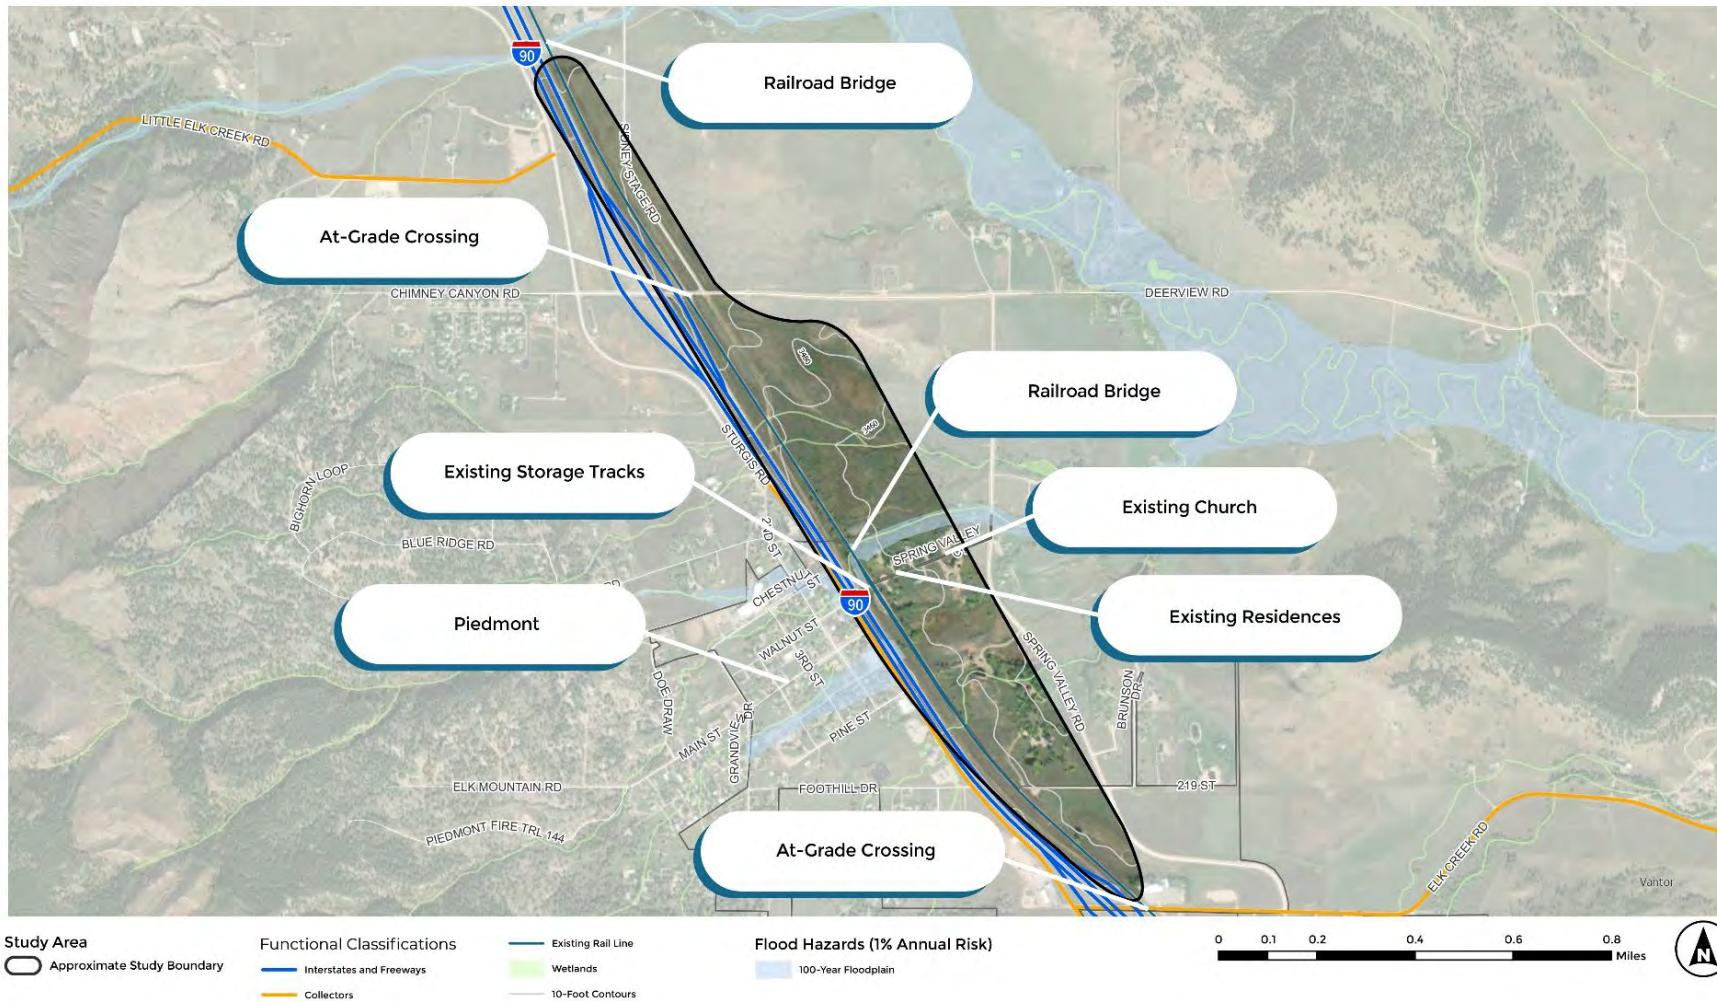 90
Railroad Bridge
LITTLE ELK CREEK RD
SIDNEY STAGE RD
At-Grade Crossing
CHIMNEY CANYON RD
DEERVIEW RD
3480
Railroad Bridge
3460
STURGIS RD
Existing Storage Tracks
BIGHORN LOOP
Existing Church
2ND ST
BLUE RIDGE RD
SPRING VALLEY
RD
CHESTNUT ST
90
Existing Residences
Piedmont
WALNUT ST
3RD ST
SPRING VALLEY RD
DOE DRAW
BRUNSON DR
MAIN ST
GRANDVIEW DR
PINE ST
ELK MOUNTAIN RD
FOOTHILL DR
219 ST
PIEDMONT FIRE TRL 144
At-Grade Crossing
ELK CREEK RD
Vantor
Study Area
Approximate Study Boundary
Functional Classifications
Interstates and Freeways
Collectors
Existing Rail Line
Wetlands
10-Foot Contours
Flood Hazards (1% Annual Risk)
100-Year Floodplain
0 0.1 0.2 0.4 0.6 0.8
Miles
N